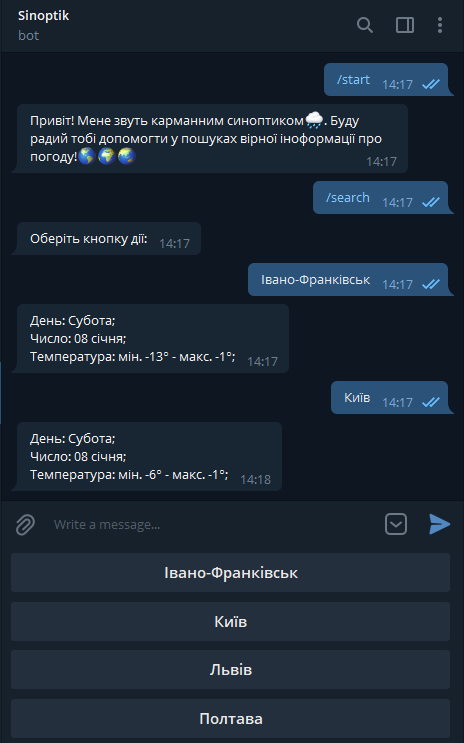 Sinoptik
bot
/start 14:17
Привіт! Мене звуть карманним синоптиком🌧. Буду
радий тобі допомогти у пошуках вірної іноформації про
погоду!🌎🌍🌏 14:17
/search 14:17
Оберіть кнопку дії: 14:17
Івано-Франківськ 14:17
День: Субота;
Число: 08 січня;
Температура: мін. -13° - макс. -1°; 14:17
Київ 14:17
День: Субота;
Число: 08 січня;
Температура: мін. -6° - макс. -1°; 14:18
Write a message...
Івано-Франківськ
Київ
Львів
Полтава